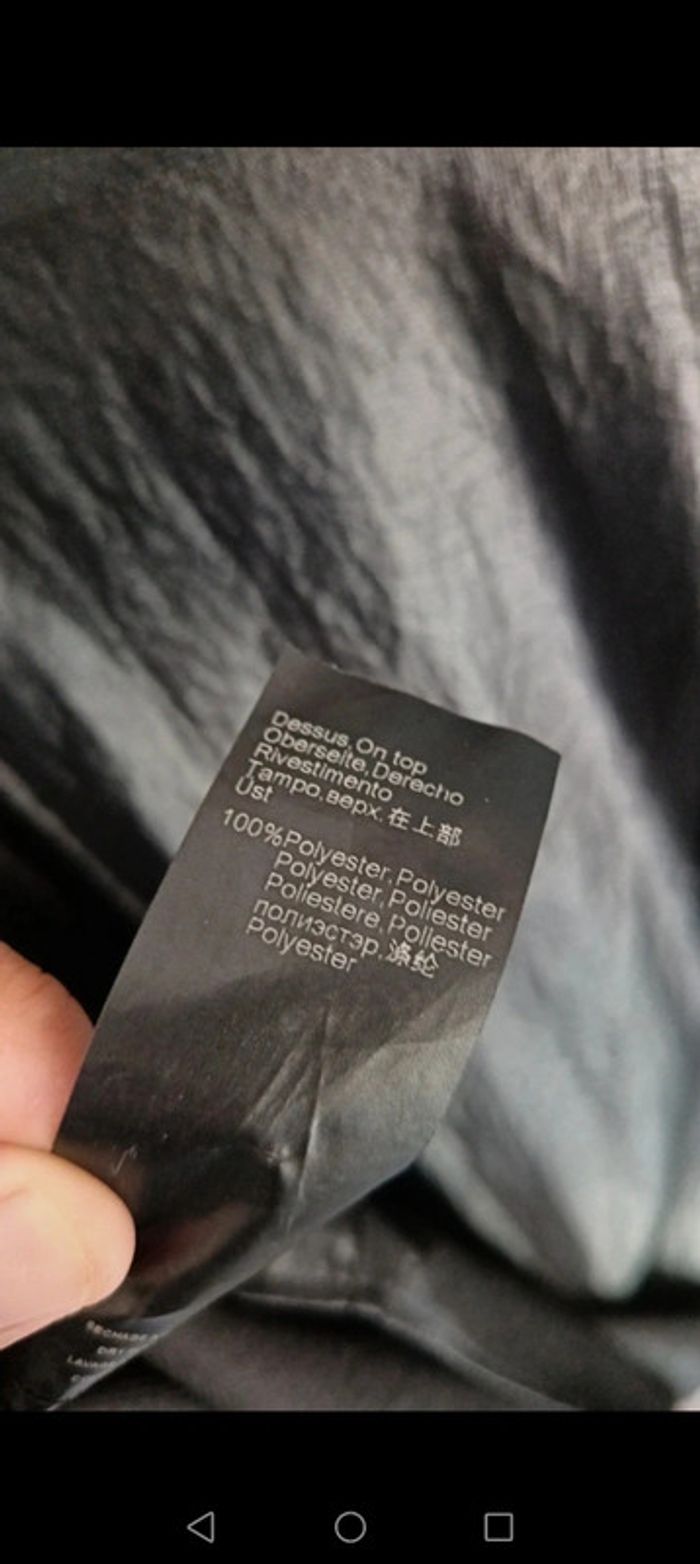 Dessus, On top
Oberseite, Derecho
Rivestimento
Tampo, верх, 在上部
Üst
100% Polyester, Polyester
Polyester, Poliester
Poliestere, Poliester
полиэстэр, 涤纶
Polyester